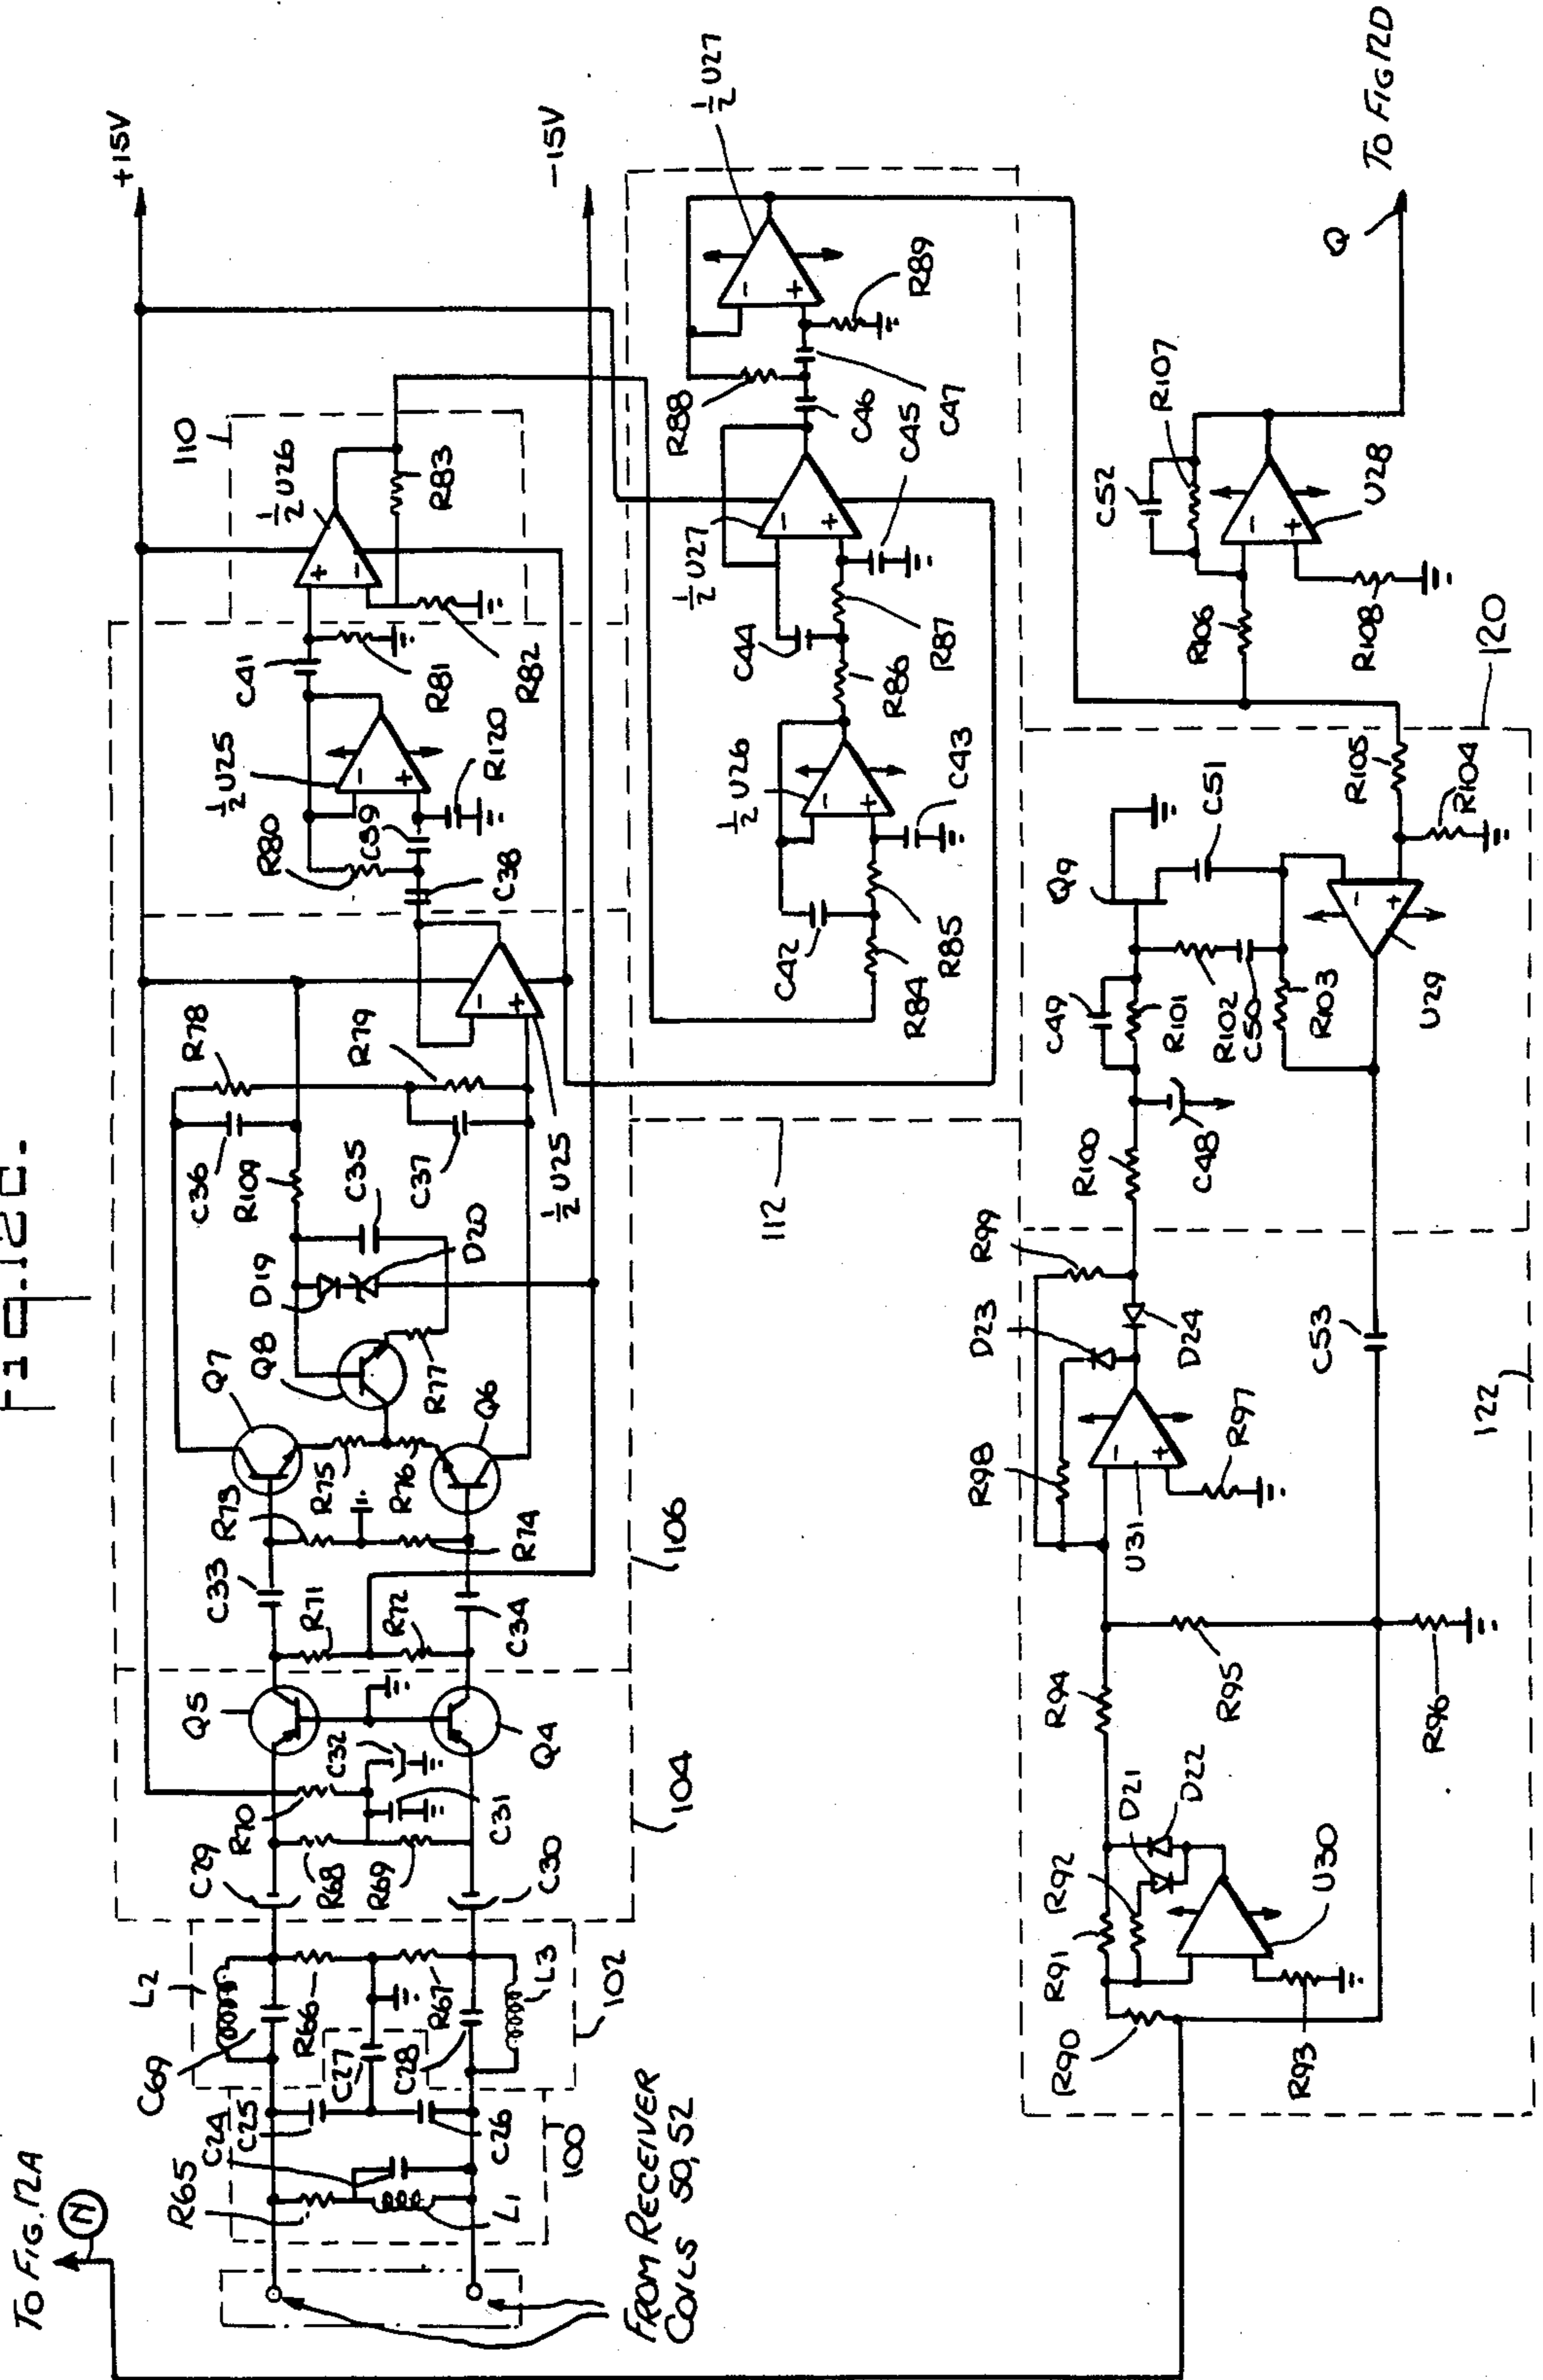 Fig.12C.
TO FIG. 12A
N
FROM RECEIVER
COILS 50, 52
+15V
-15V
R65
C24
L1
C25
C26
100
C69
L2
C27
C28
R66
R67
L3
102
C29
C30
R68
R69
R70
C31
C32
Q5
Q4
104
R71
R72
C33
C34
R73
R74
R75
R76
Q7
Q6
Q8
R77
D19
D20
C35
R109
C36
C37
R78
R79
½ U25
106
C38
R80
C39
½ U25
R120
C41
R81
R82
½ U26
R83
110
R84
C42
R85
C43
½ U26
R86
C44
R87
½ U27
C45
C46
R88
C47
R89
½ U27
112
R90
R91
R92
R93
D21
D22
U30
R94
R95
R96
R98
U31
R97
D23
D24
R99
C53
122
R100
C48
C49
R101
R102
C50
R103
Q9
C51
U29
R105
R104
120
R106
R108
C52
R107
U28
Q
TO FIG 12D